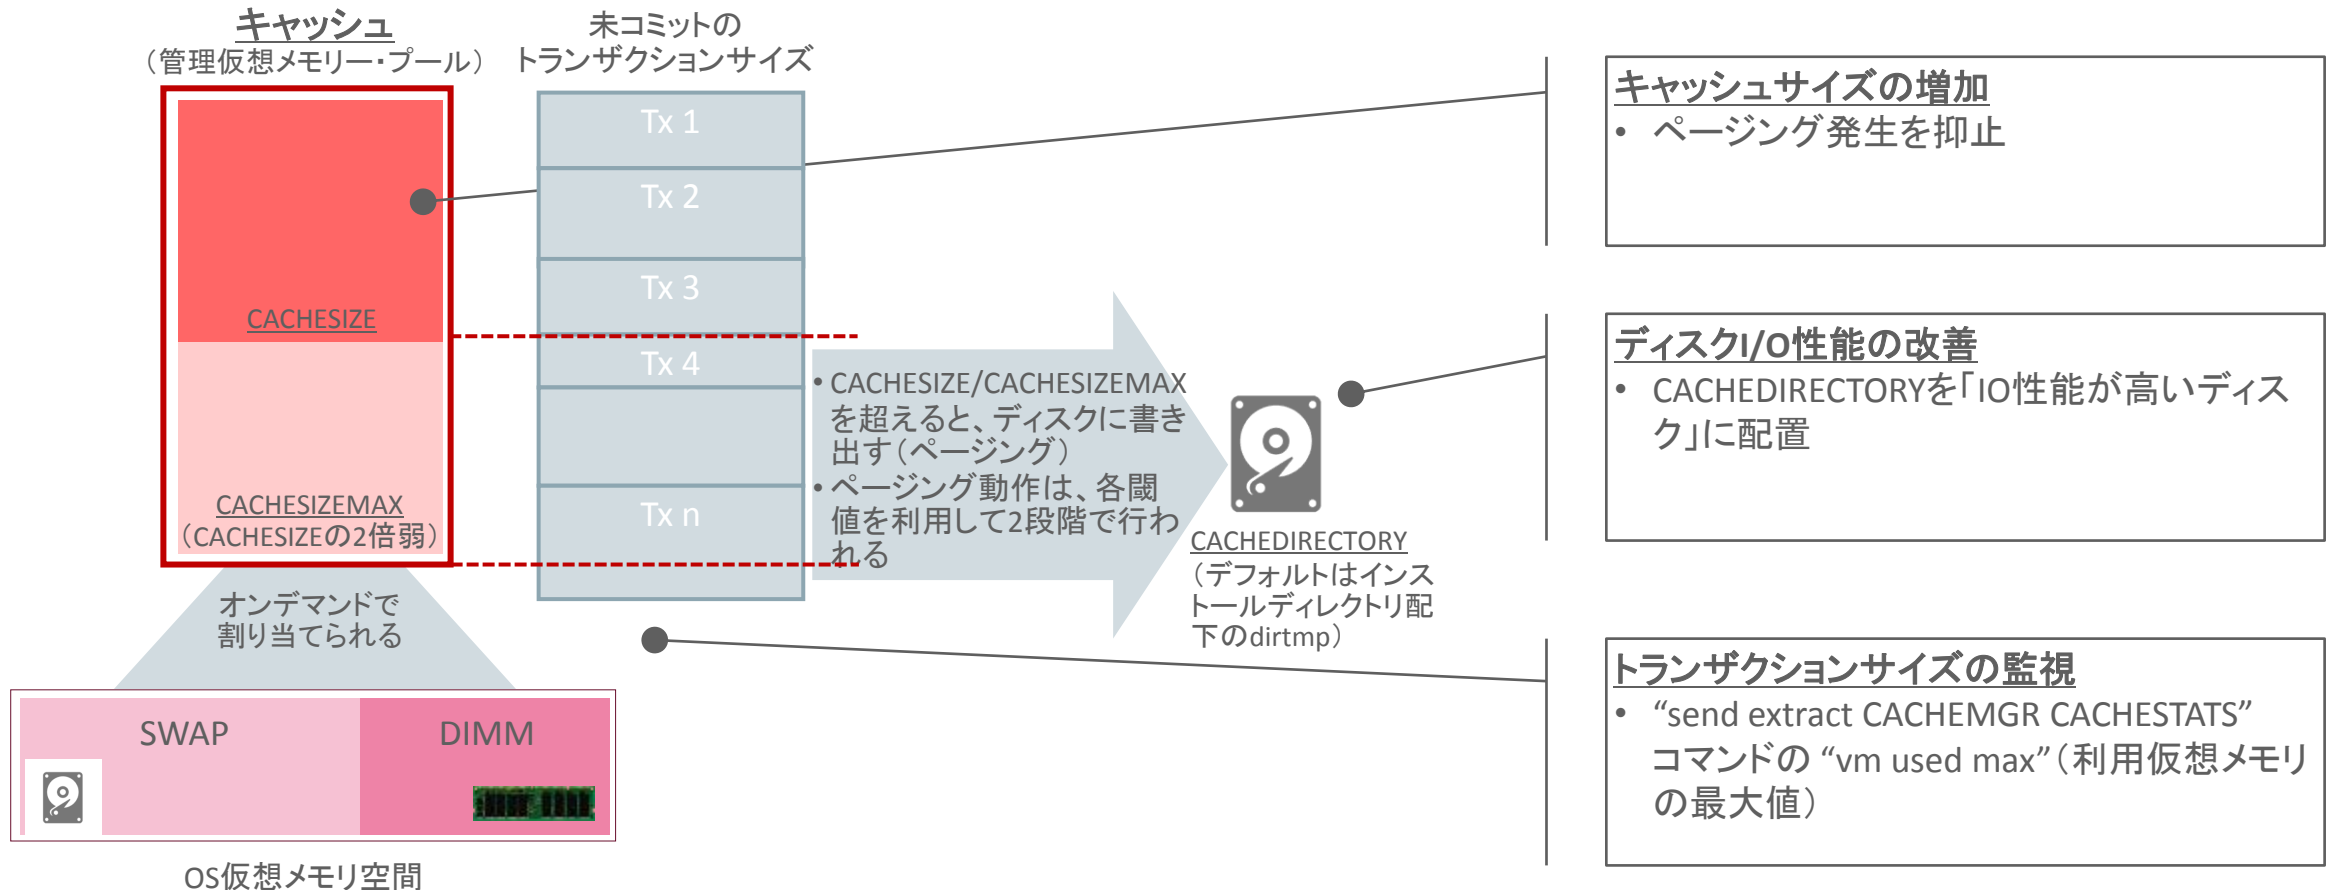 キャッシュ
（管理仮想メモリー・プール）
未コミットの
トランザクションサイズ
CACHESIZE
CACHESIZEMAX
（CACHESIZEの2倍弱）
オンデマンドで
割り当てられる
SWAP
DIMM
OS仮想メモリ空間
Tx 1
Tx 2
Tx 3
Tx 4
Tx n
• CACHESIZE/CACHESIZEMAX
を超えると、ディスクに書き
出す（ページング）
• ページング動作は、各閾
値を利用して2段階で行わ
れる
CACHEDIRECTORY
（デフォルトはインス
トールディレクトリ配
下のdirtmp）
キャッシュサイズの増加
• ページング発生を抑止
ディスクI/O性能の改善
• CACHEDIRECTORYを「IO性能が高いディス
ク」に配置
トランザクションサイズの監視
• “send extract CACHEMGR CACHESTATS”
コマンドの “vm used max”（利用仮想メモリ
の最大値）